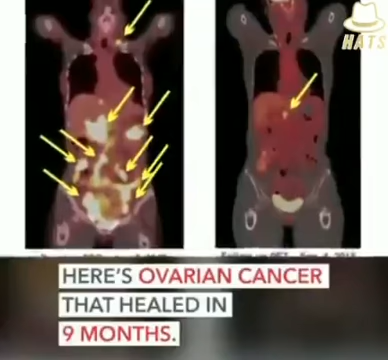 HATS
HERE'S OVARIAN CANCER
THAT HEALED IN
9 MONTHS.